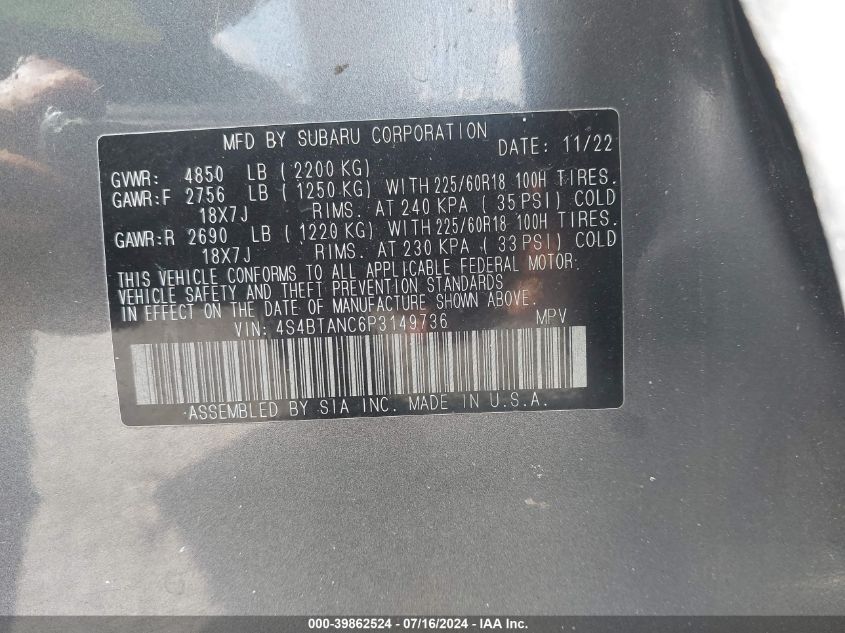 MFD BY SUBARU CORPORATION DATE: 11/22
GVWR: 4850 LB ( 2200 KG)
GAWR:F 2756 LB ( 1250 KG) WITH 225/60R18 100H TIRES.
18X7J RIMS. AT 240 KPA ( 35 PSI) COLD
GAWR:R 2690 LB ( 1220 KG) WITH 225/60R18 100H TIRES.
18X7J RIMS. AT 230 KPA ( 33 PSI) COLD
THIS VEHICLE CONFORMS TO ALL APPLICABLE FEDERAL MOTOR
VEHICLE SAFETY AND THEFT PREVENTION STANDARDS
IN EFFECT ON THE DATE OF MANUFACTURE SHOWN ABOVE.
VIN: 4S4BTANC6P3149736 MPV
ASSEMBLED BY SIA INC. MADE IN U.S.A.
000-39862524 - 07/16/2024 - IAA Inc.